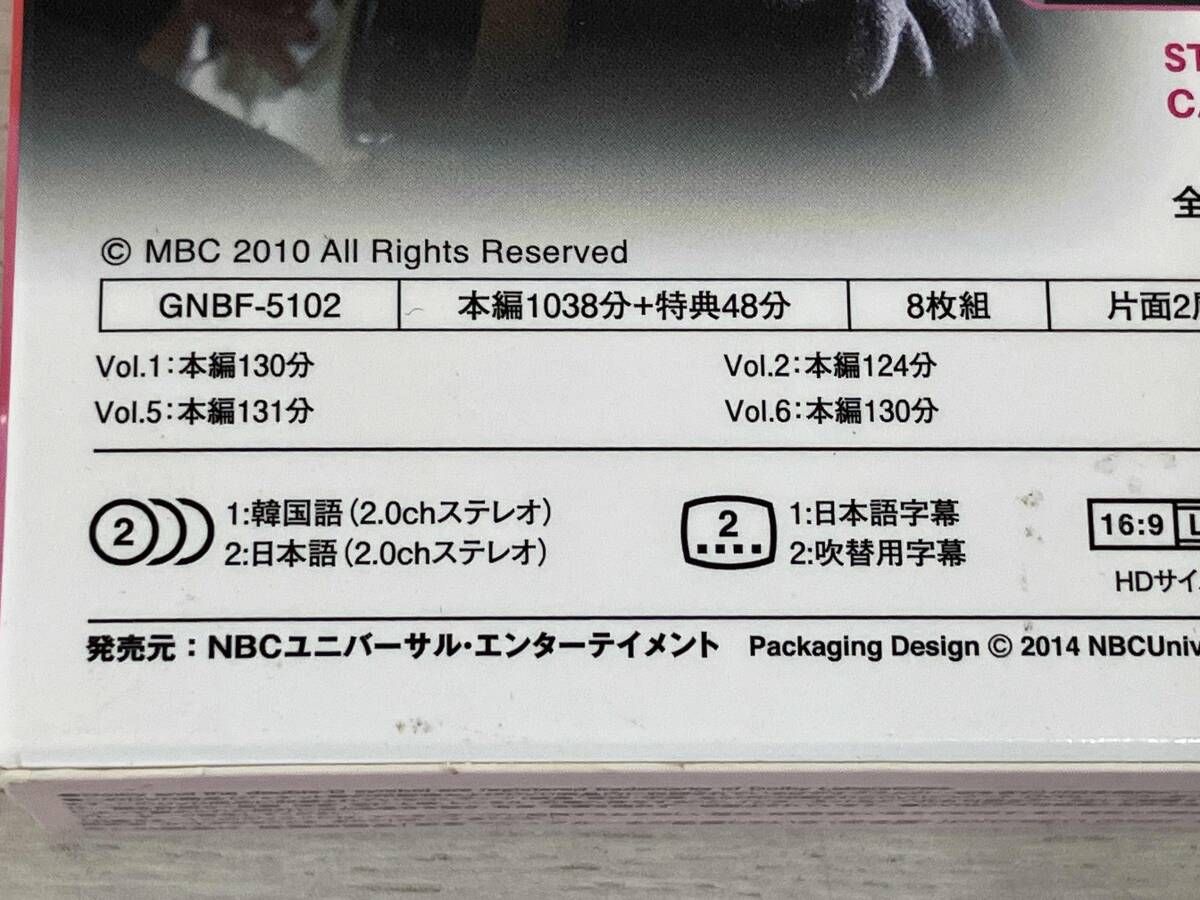 ST
CA
全
© MBC 2010 All Rights Reserved
GNBF-5102 本編1038分+特典48分 8枚組 片面2層
Vol.1：本編130分 Vol.2：本編124分
Vol.5：本編131分 Vol.6：本編130分
2 1:韓国語（2.0chステレオ） 2 1:日本語字幕 16:9 L
2:日本語（2.0chステレオ） 2:吹替用字幕 HDサイ
発売元：NBCユニバーサル・エンターテイメント Packaging Design © 2014 NBCUniv